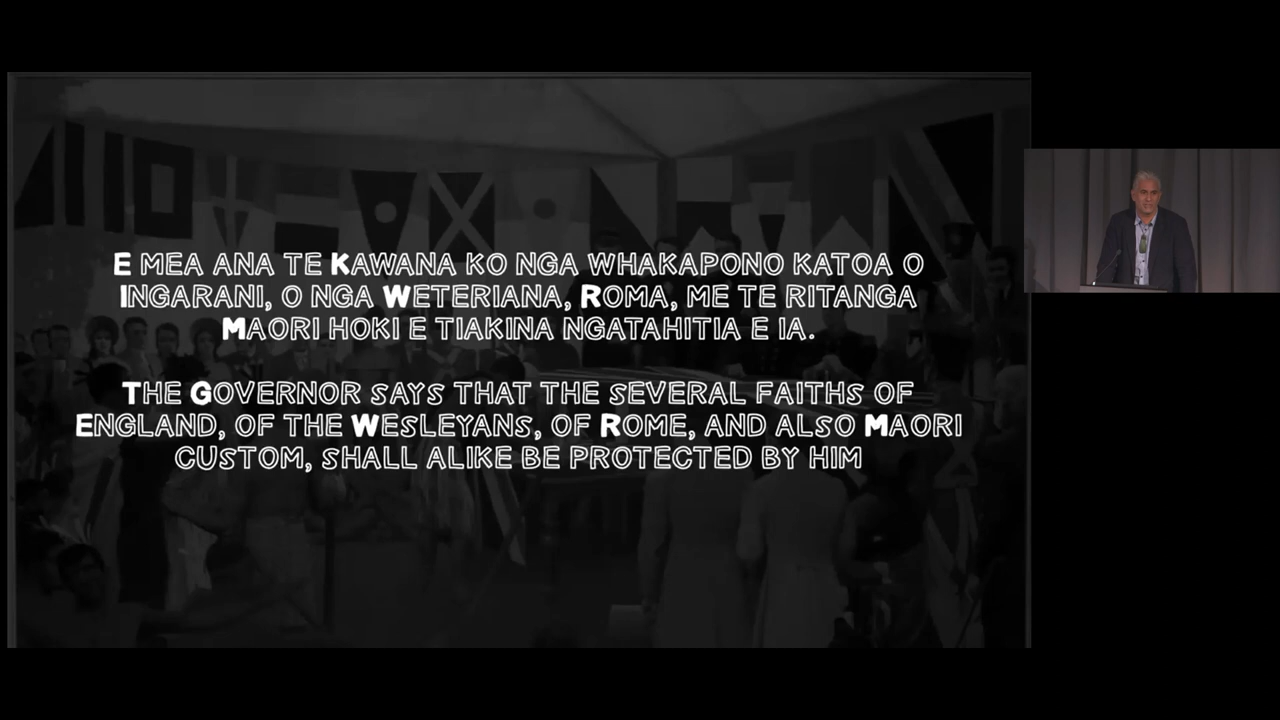 E MEA ANA TE KAWANA KO NGA WHAKAPONO KATOA O
INGARANI, O NGA WETERIANA, ROMA, ME TE RITANGA
MAORI HOKI E TIAKINA NGATAHITIA E IA.
THE GOVERNOR SAYS THAT THE SEVERAL FAITHS OF
ENGLAND, OF THE WESLEYANS, OF ROME, AND ALSO MAORI
CUSTOM, SHALL ALIKE BE PROTECTED BY HIM